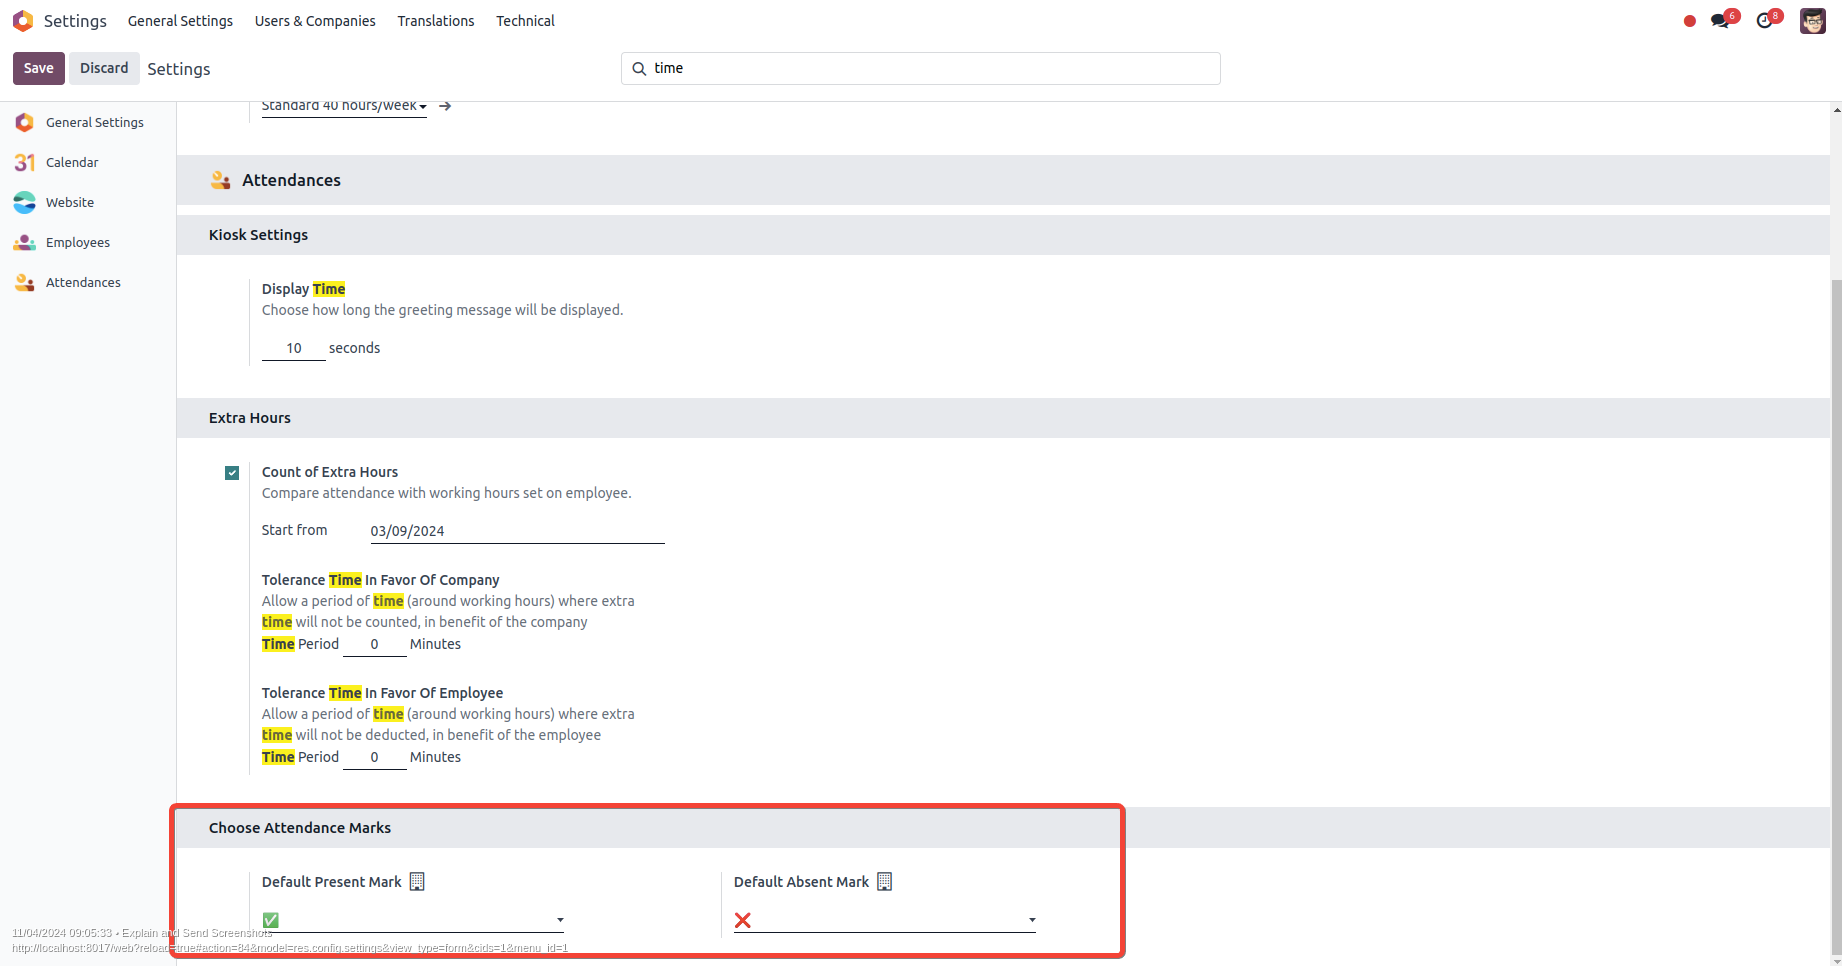 Settings General Settings Users & Companies Translations Technical 6 8
Save Discard Settings time
General Settings
Calendar
Website
Employees
Attendances
Standard 40 hours/week
Attendances
Kiosk Settings
Display Time
Choose how long the greeting message will be displayed.
10 seconds
Extra Hours
Count of Extra Hours
Compare attendance with working hours set on employee.
Start from 03/09/2024
Tolerance Time In Favor Of Company
Allow a period of time (around working hours) where extra
time will not be counted, in benefit of the company
Time Period 0 Minutes
Tolerance Time In Favor Of Employee
Allow a period of time (around working hours) where extra
time will not be deducted, in benefit of the employee
Time Period 0 Minutes
Choose Attendance Marks
Default Present Mark Default Absent Mark
✅ ❌
11/04/2024 09:05:33 • Explain and Send Screenshots
http://localhost:8017/web?reload=true#action=84&model=res.config.settings&view_type=form&cids=1&menu_id=1